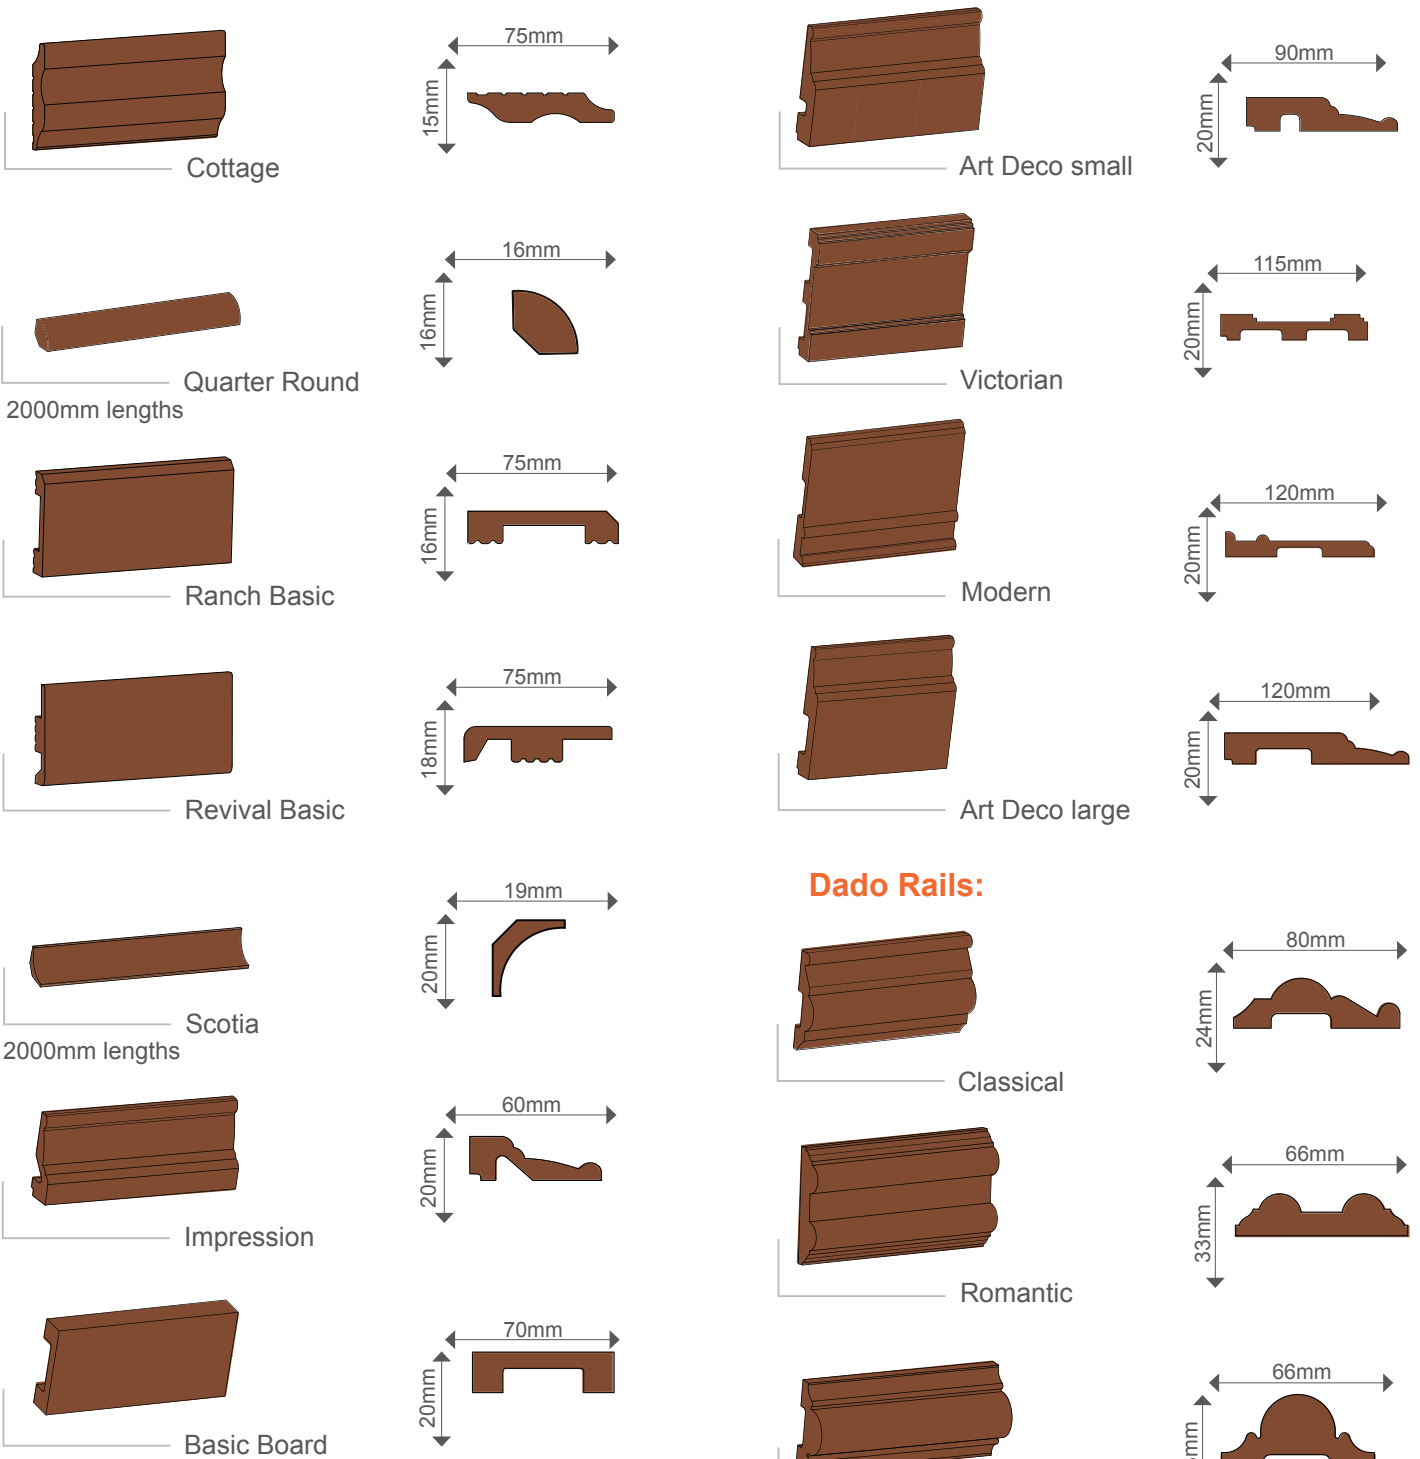 75mm
15mm
Cottage
16mm
16mm
Quarter Round
2000mm lengths
75mm
16mm
Ranch Basic
75mm
18mm
Revival Basic
19mm
20mm
Scotia
2000mm lengths
60mm
20mm
Impression
70mm
20mm
Basic Board
90mm
20mm
Art Deco small
115mm
20mm
Victorian
120mm
20mm
Modern
120mm
20mm
Art Deco large
Dado Rails:
80mm
24mm
Classical
66mm
33mm
Romantic
66mm